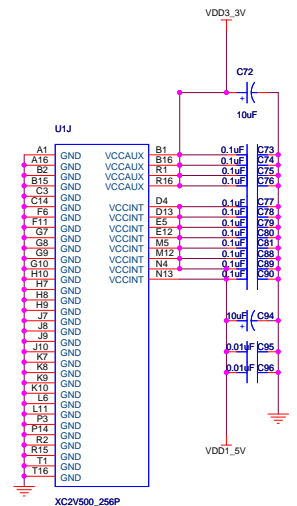 VDD3_3V
C72
10uF
U1J
A1 GND VCCAUX B1 0.1uF C73
A16 GND VCCAUX B16 0.1uF C74
B2 GND VCCAUX R1 0.1uF C75
B15 GND VCCAUX R16 0.1uF C76
C3 GND
C14 GND VCCINT D4 0.1uF C77
F6 GND VCCINT D13 0.1uF C78
F11 GND VCCINT E5 0.1uF C79
G7 GND VCCINT E12 0.1uF C80
G8 GND VCCINT M5 0.1uF C81
G9 GND VCCINT M12 0.1uF C88
G10 GND VCCINT N4 0.1uF C89
H10 GND VCCINT N13 0.1uF C90
H7 GND
H8 GND
H9 GND
J7 GND 10uF C94
J8 GND
J9 GND
J10 GND 0.01uF C95
K7 GND
K8 GND 0.01uF C96
K9 GND
K10 GND
L6 GND
L11 GND
P3 GND
P14 GND
R2 GND VDD1_5V
R15 GND
T1 GND
T16 GND
XC2V500_256P